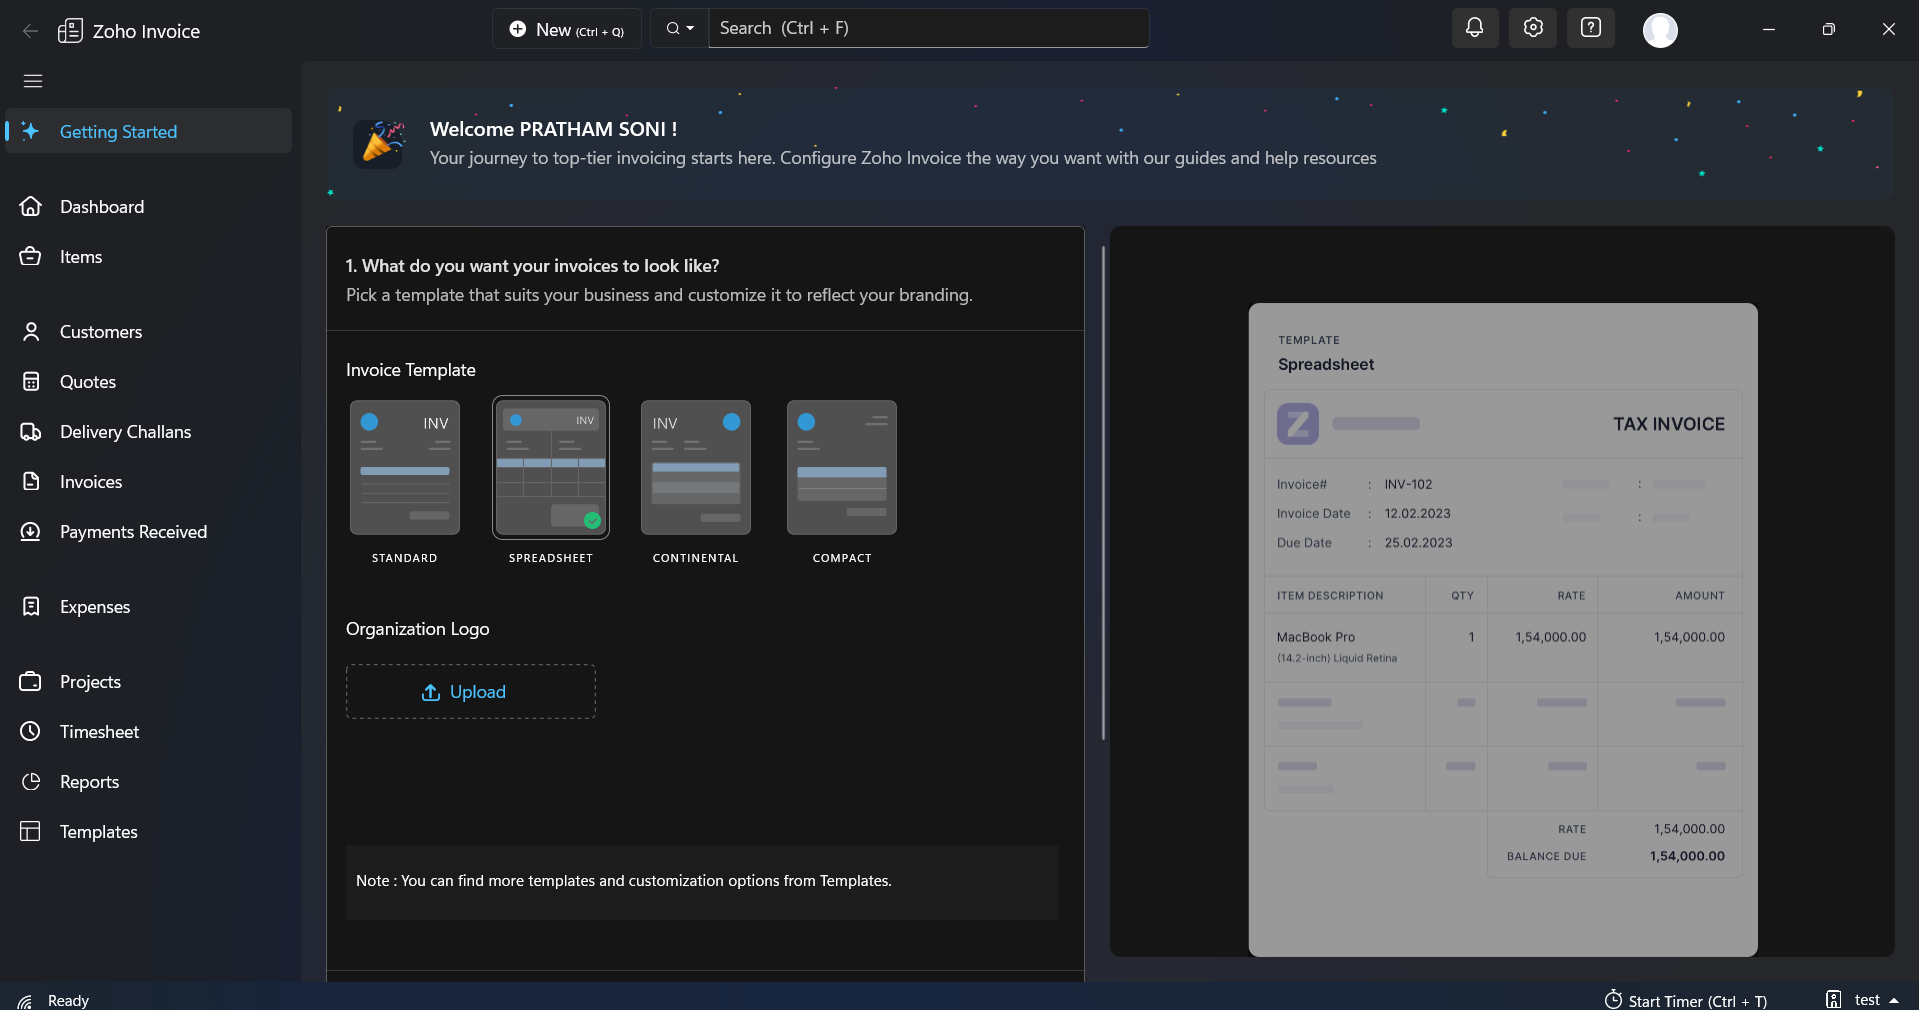 Zoho Invoice
New (Ctrl + Q)
Search (Ctrl + F)
Getting Started
Dashboard
Items
Customers
Quotes
Delivery Challans
Invoices
Payments Received
Expenses
Projects
Timesheet
Reports
Templates
Welcome PRATHAM SONI !
Your journey to top-tier invoicing starts here. Configure Zoho Invoice the way you want with our guides and help resources
1. What do you want your invoices to look like?
Pick a template that suits your business and customize it to reflect your branding.
Invoice Template
INV
INV
INV
STANDARD
SPREADSHEET
CONTINENTAL
COMPACT
Organization Logo
Upload
Note : You can find more templates and customization options from Templates.
TEMPLATE
Spreadsheet
Z
TAX INVOICE
Invoice# : INV-102 :
Invoice Date : 12.02.2023 :
Due Date : 25.02.2023
ITEM DESCRIPTION QTY RATE AMOUNT
MacBook Pro 1 1,54,000.00 1,54,000.00
(14.2-inch) Liquid Retina
RATE 1,54,000.00
BALANCE DUE 1,54,000.00
Ready
Start Timer (Ctrl + T)
test